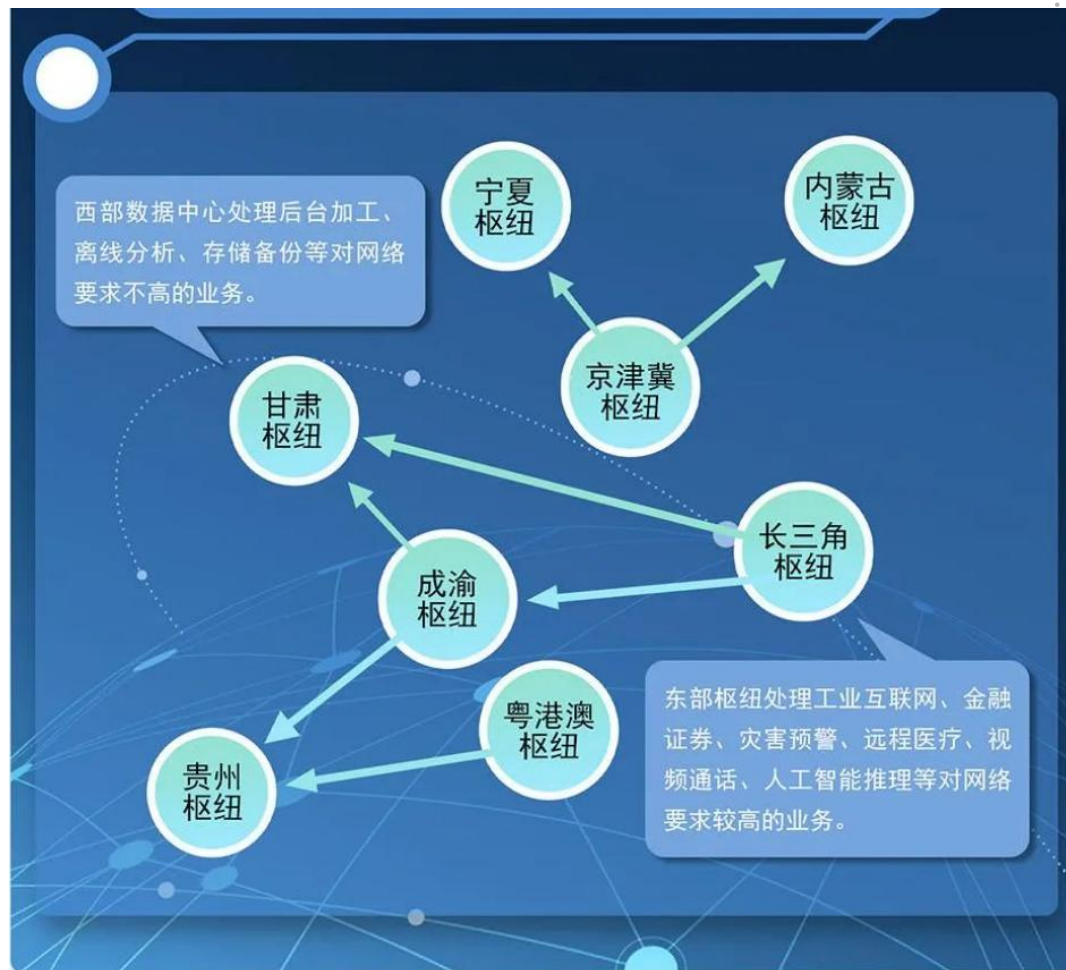 宁夏
枢纽
内蒙古
枢纽
西部数据中心处理后台加工、
离线分析、存储备份等对网络
要求不高的业务。
京津冀
枢纽
甘肃
枢纽
长三角
枢纽
成渝
枢纽
粤港澳
枢纽
贵州
枢纽
东部枢纽处理工业互联网、金融
证券、灾害预警、远程医疗、视
频通话、人工智能推理等对网络
要求较高的业务。